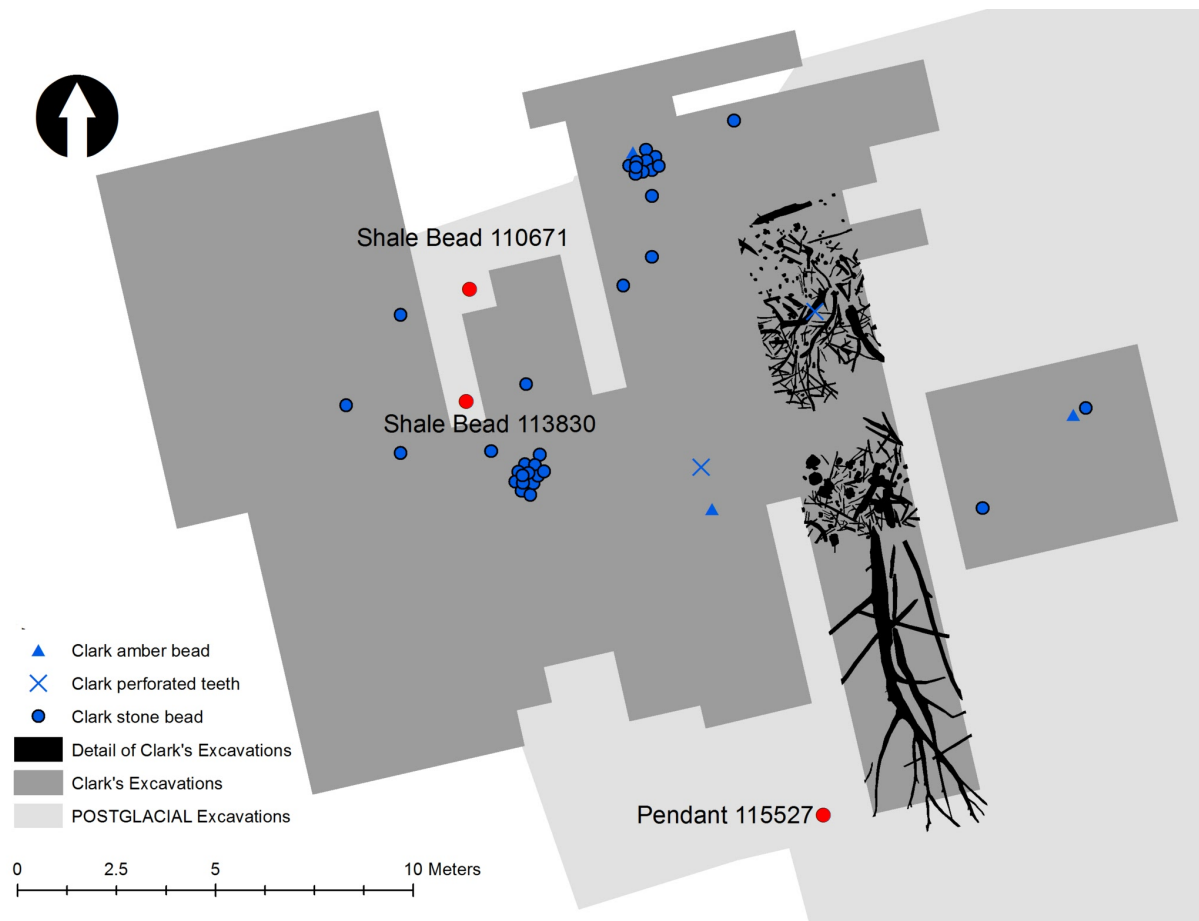 Shale Bead 110671
Shale Bead 113830
Clark amber bead
Clark perforated teeth
Clark stone bead
Detail of Clark's Excavations
Clark's Excavations
POSTGLACIAL Excavations
Pendant 115527
0 2.5 5 10 Meters